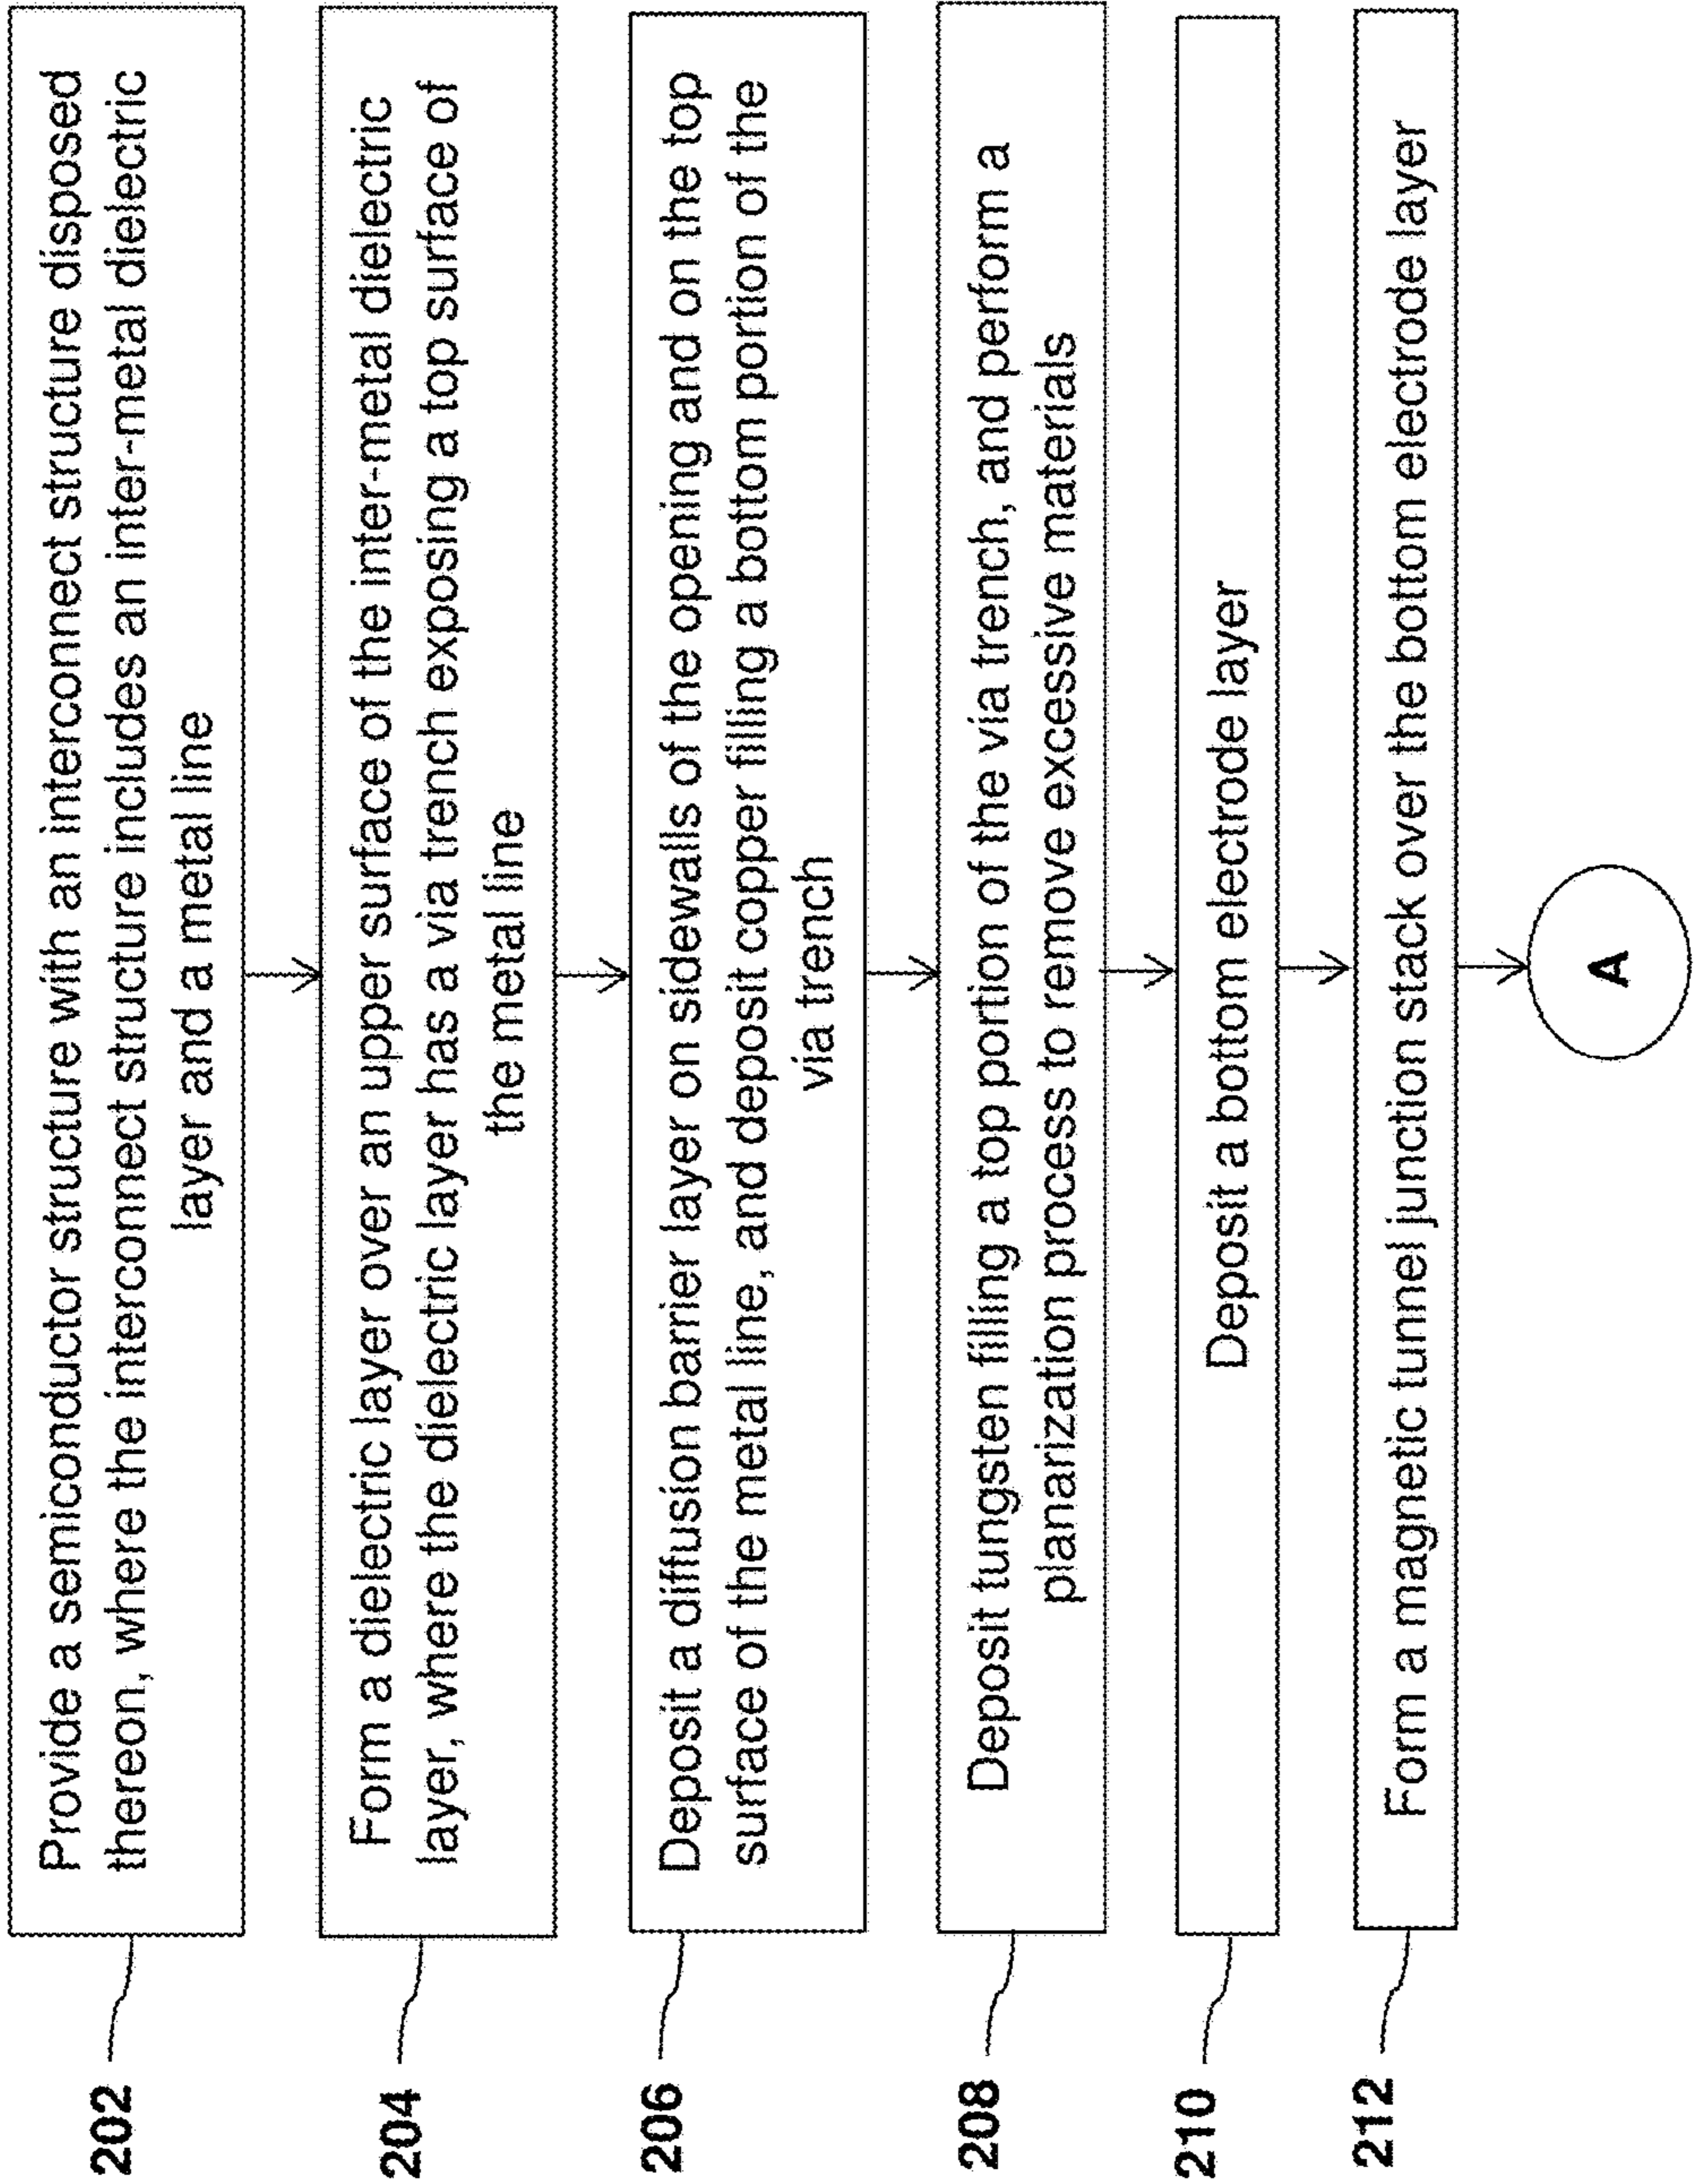 202
Provide a semiconductor structure with an interconnect structure disposed
thereon, where the interconnect structure includes an inter-metal dielectric
layer and a metal line
204
Form a dielectric layer over an upper surface of the inter-metal dielectric
layer, where the dielectric layer has a via trench exposing a top surface of
the metal line
206
Deposit a diffusion barrier layer on sidewalls of the opening and on the top
surface of the metal line, and deposit copper filling a bottom portion of the
via trench
208
Deposit tungsten filling a top portion of the via trench, and perform a
planarization process to remove excessive materials
210
Deposit a bottom electrode layer
212
Form a magnetic tunnel junction stack over the bottom electrode layer
A